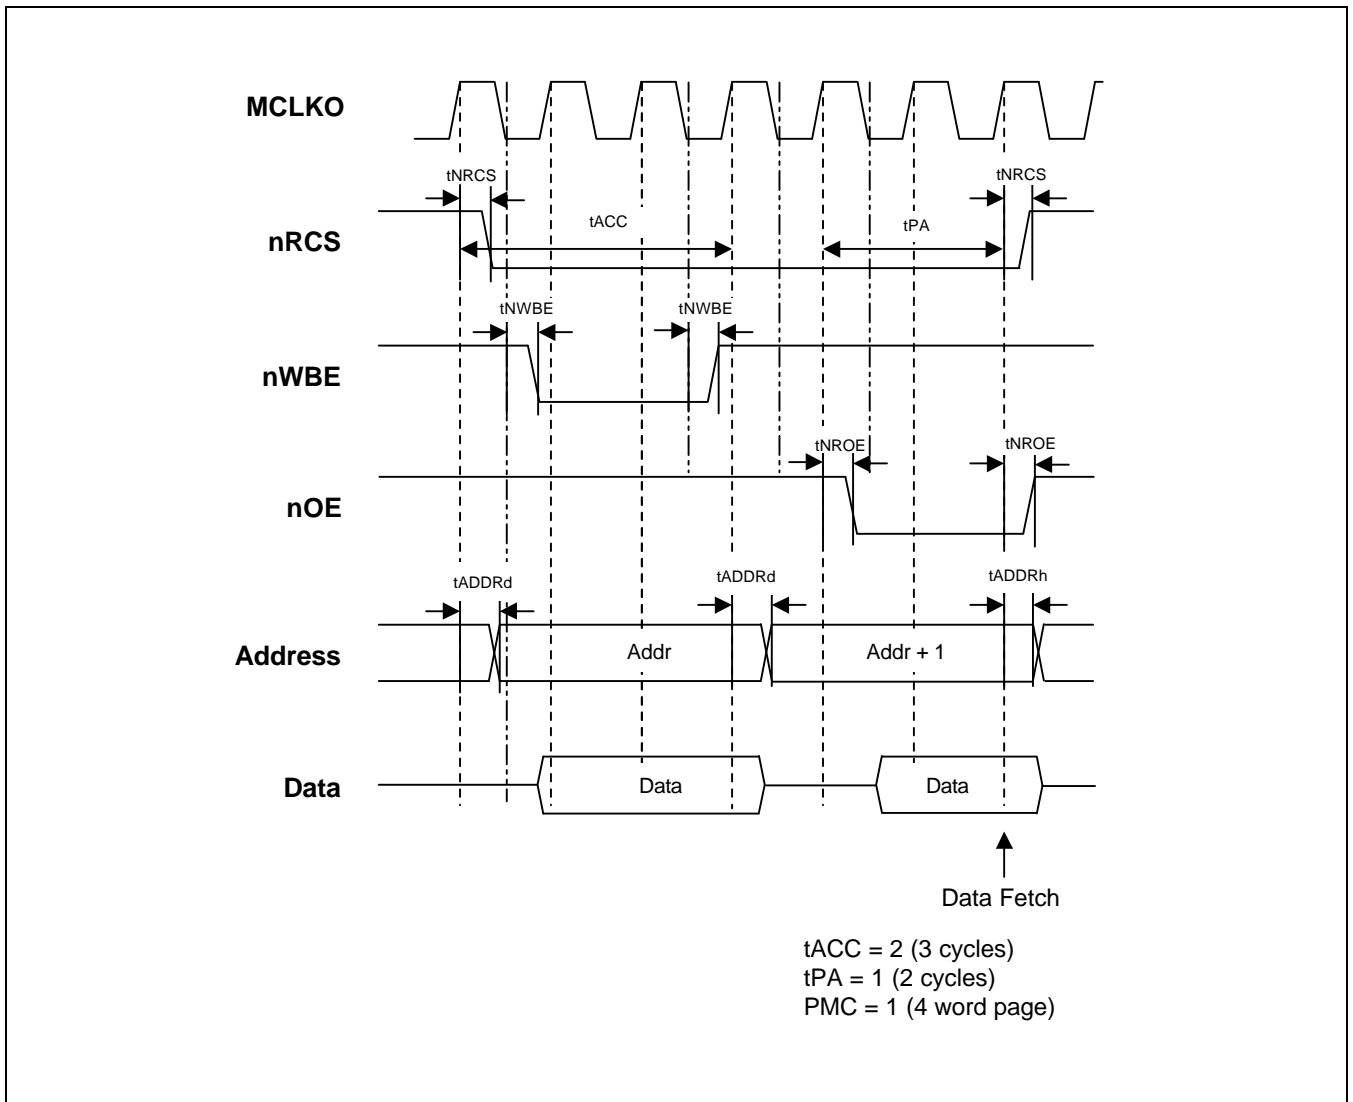 MCLKO
tNRCS
tNRCS
nRCS
tACC
tPA
tNWBE
tNWBE
nWBE
tNROE
tNROE
nOE
tADDRd
tADDRd
tADDRh
Address
Addr
Addr + 1
Data
Data
Data
Data Fetch
tACC = 2 (3 cycles)
tPA = 1 (2 cycles)
PMC = 1 (4 word page)